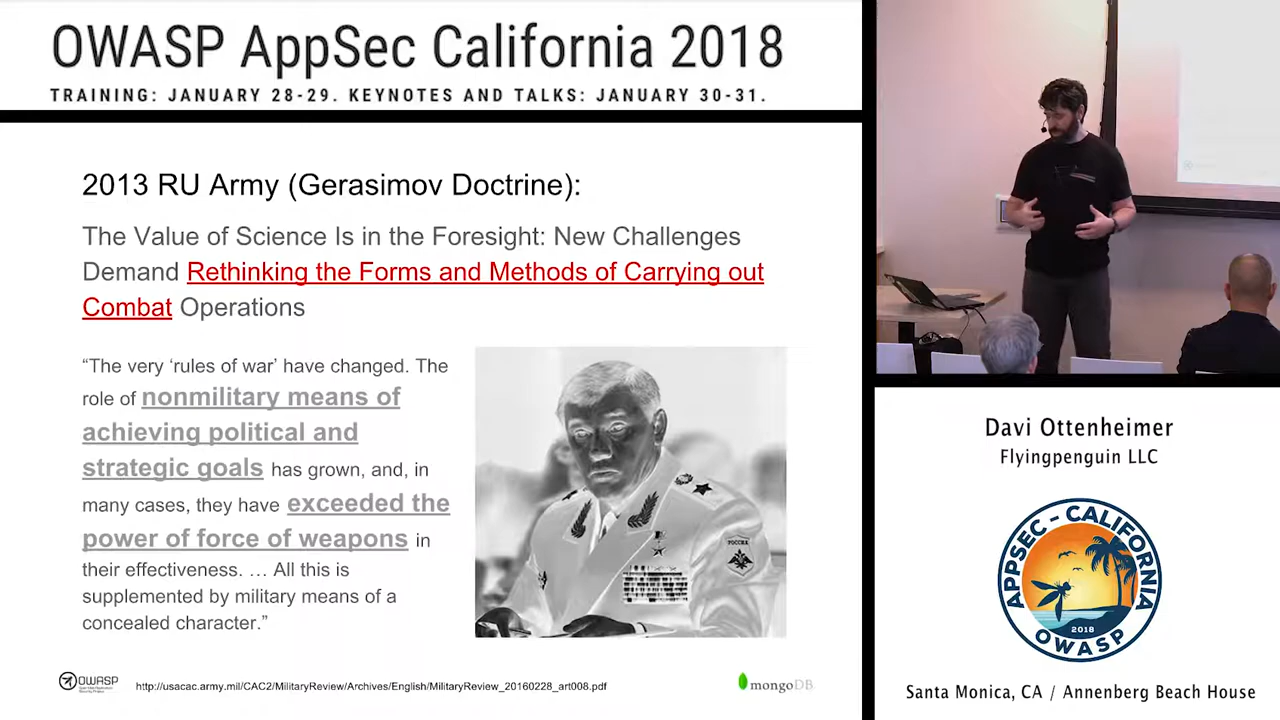 OWASP AppSec California 2018
TRAINING: JANUARY 28-29. KEYNOTES AND TALKS: JANUARY 30-31.
2013 RU Army (Gerasimov Doctrine):
The Value of Science Is in the Foresight: New Challenges
Demand Rethinking the Forms and Methods of Carrying out
Combat Operations
“The very ‘rules of war’ have changed. The
role of nonmilitary means of
achieving political and
strategic goals has grown, and, in
many cases, they have exceeded the
power of force of weapons in
their effectiveness. … All this is
supplemented by military means of a
concealed character.”
РОССИЯ
OWASP
http://usacac.army.mil/CAC2/MilitaryReview/Archives/English/MilitaryReview_20160228_art008.pdf
mongoDB
Davi Ottenheimer
Flyingpenguin LLC
APPSEC - CALIFORNIA
2018
OWASP
Santa Monica, CA / Annenberg Beach House